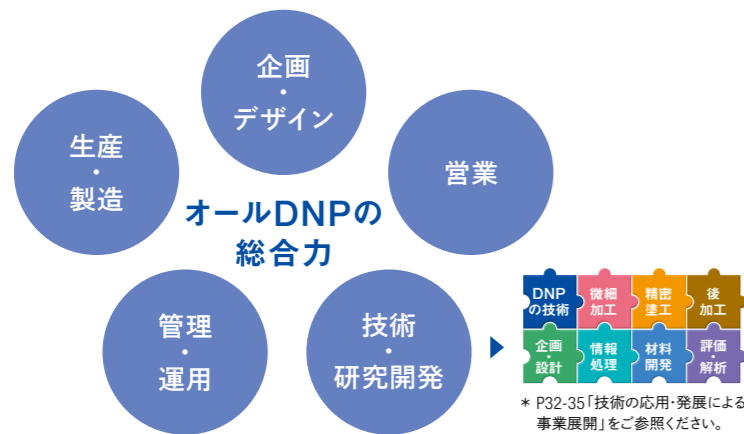 企画
・
デザイン
生産
・
製造
営業
オールDNPの
総合力
管理
・
運用
技術
・
研究開発
DNP
の技術
微細
加工
精密
塗工
後
加工
企画
・
設計
情報
処理
材料
開発
評価
・
解析
* P32-35「技術の応用・発展による
事業展開」をご参照ください。